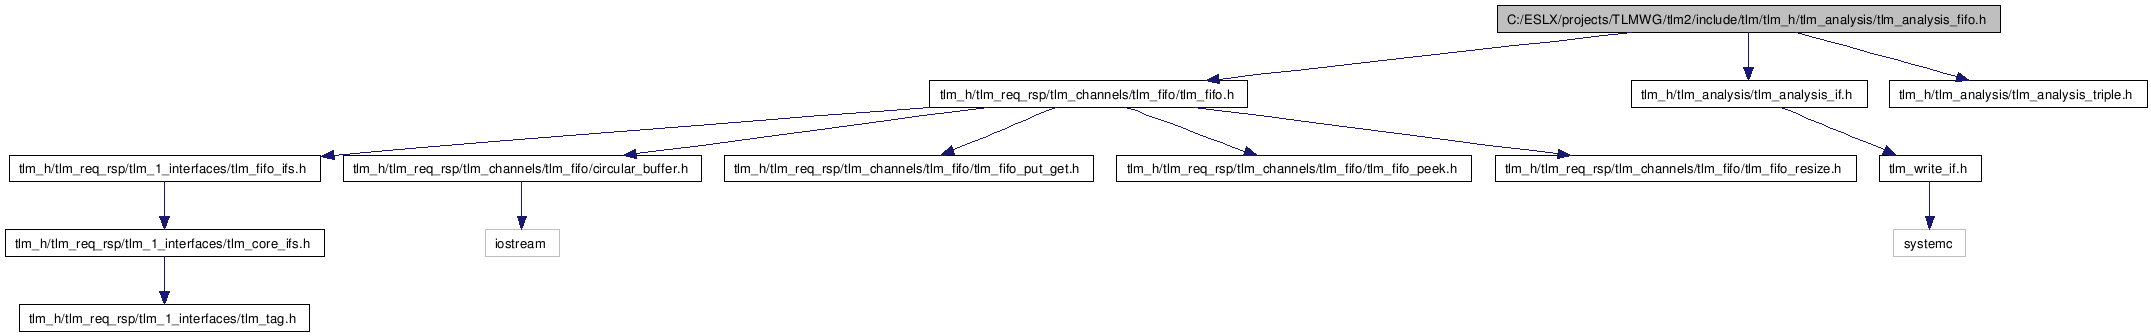 C:/ESLX/projects/TLMWG/tlm2/include/tlm/tlm_h/tlm_analysis/tlm_analysis_fifo.h
tlm_h/tlm_req_rsp/tlm_channels/tlm_fifo/tlm_fifo.h
tlm_h/tlm_analysis/tlm_analysis_if.h
tlm_h/tlm_analysis/tlm_analysis_triple.h
tlm_h/tlm_req_rsp/tlm_1_interfaces/tlm_fifo_ifs.h
tlm_h/tlm_req_rsp/tlm_channels/tlm_fifo/circular_buffer.h
tlm_h/tlm_req_rsp/tlm_channels/tlm_fifo/tlm_fifo_put_get.h
tlm_h/tlm_req_rsp/tlm_channels/tlm_fifo/tlm_fifo_peek.h
tlm_h/tlm_req_rsp/tlm_channels/tlm_fifo/tlm_fifo_resize.h
tlm_write_if.h
tlm_h/tlm_req_rsp/tlm_1_interfaces/tlm_core_ifs.h
iostream
systemc
tlm_h/tlm_req_rsp/tlm_1_interfaces/tlm_tag.h